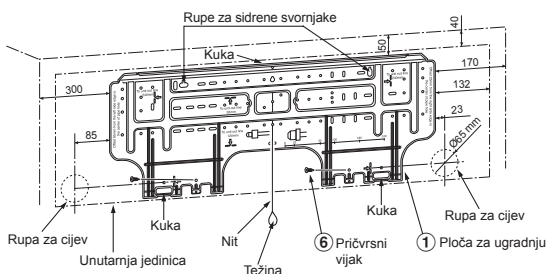 Rupe za sidrene svornjake
Kuka
40
50
170
300
132
23
85
Ø65 mm
Kuka
Kuka
Rupa za cijev
Nit
6 Pričvrsni
vijak
1 Ploča za ugradnju
Rupa za cijev
Unutarnja jedinica
Težina